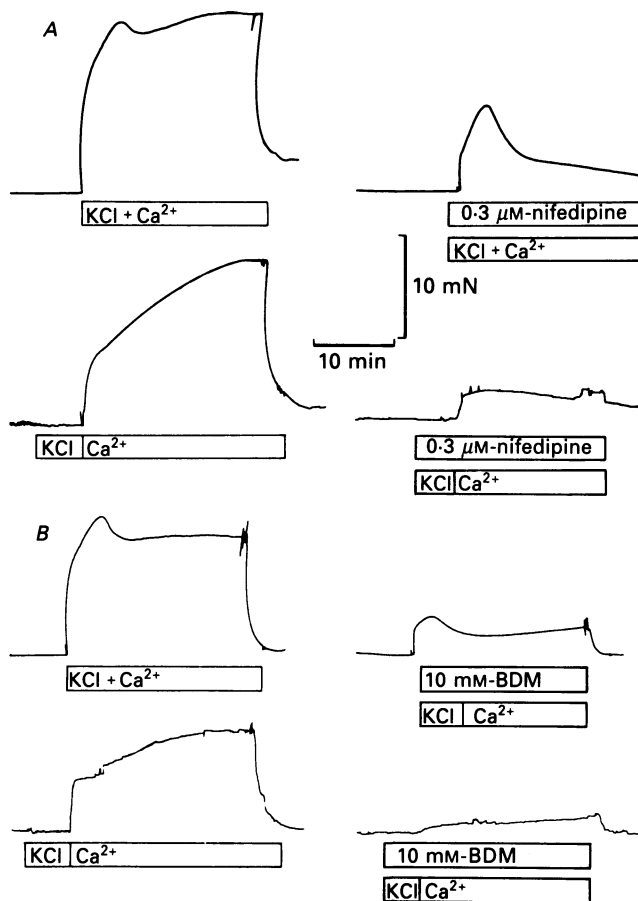 A
KCl + Ca²⁺
0·3 μM-nifedipine
KCl + Ca²⁺
10 mN
10 min
KCl Ca²⁺
0·3 μM-nifedipine
KCl Ca²⁺
B
KCl + Ca²⁺
10 mM-BDM
KCl Ca²⁺
KCl Ca²⁺
10 mM-BDM
KCl Ca²⁺